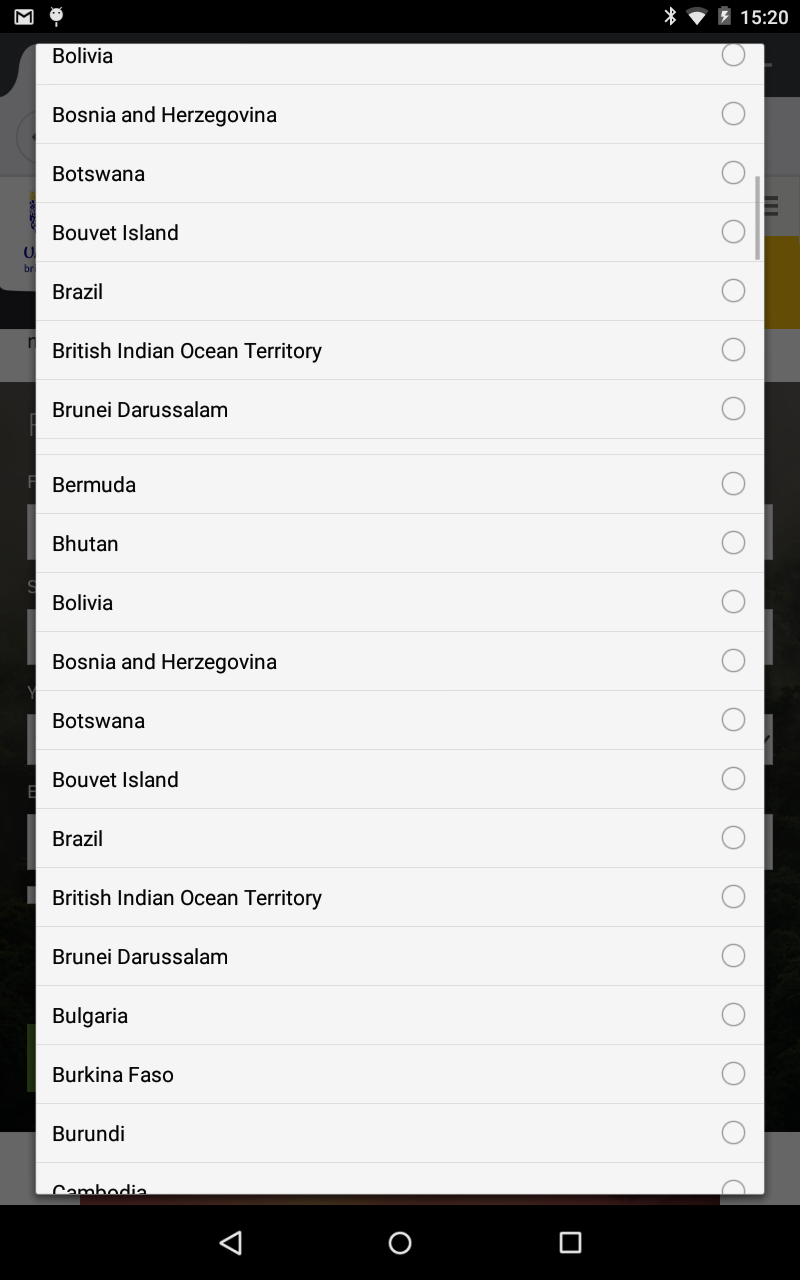 15:20
Bolivia
Bosnia and Herzegovina
Botswana
Bouvet Island
Brazil
British Indian Ocean Territory
Brunei Darussalam
Bermuda
Bhutan
Bolivia
Bosnia and Herzegovina
Botswana
Bouvet Island
Brazil
British Indian Ocean Territory
Brunei Darussalam
Bulgaria
Burkina Faso
Burundi
Cambodia